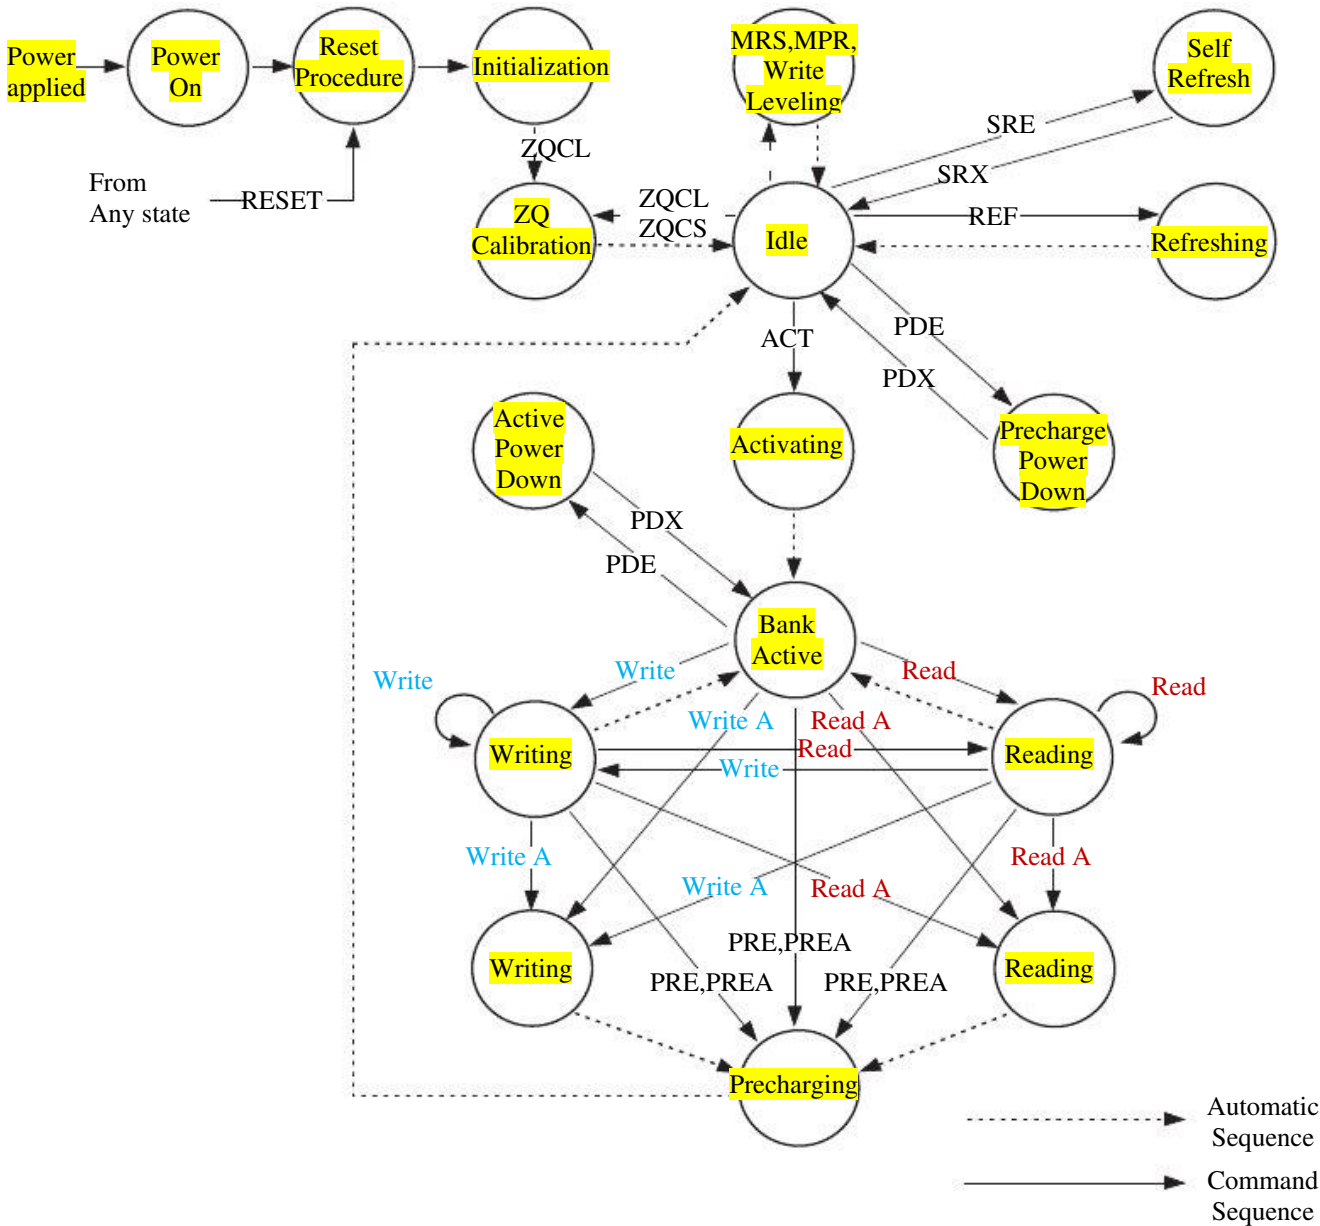 Power
applied
Power
On
Reset
Procedure
Initialization
MRS,MPR,
Write
Leveling
Self
Refresh
From
Any state
RESET
ZQCL
SRE
SRX
ZQ
Calibration
ZQCL
ZQCS
Idle
REF
Refreshing
ACT
PDE
PDX
Active
Power
Down
Activating
Precharge
Power
Down
PDX
PDE
Bank
Active
Write
Write
Read
Read
Write A
Read A
Writing
Read
Write
Reading
Write A
Write A
Read A
Read A
Writing
PRE,PREA
PRE,PREA
PRE,PREA
Reading
Precharging
Automatic
Sequence
Command
Sequence